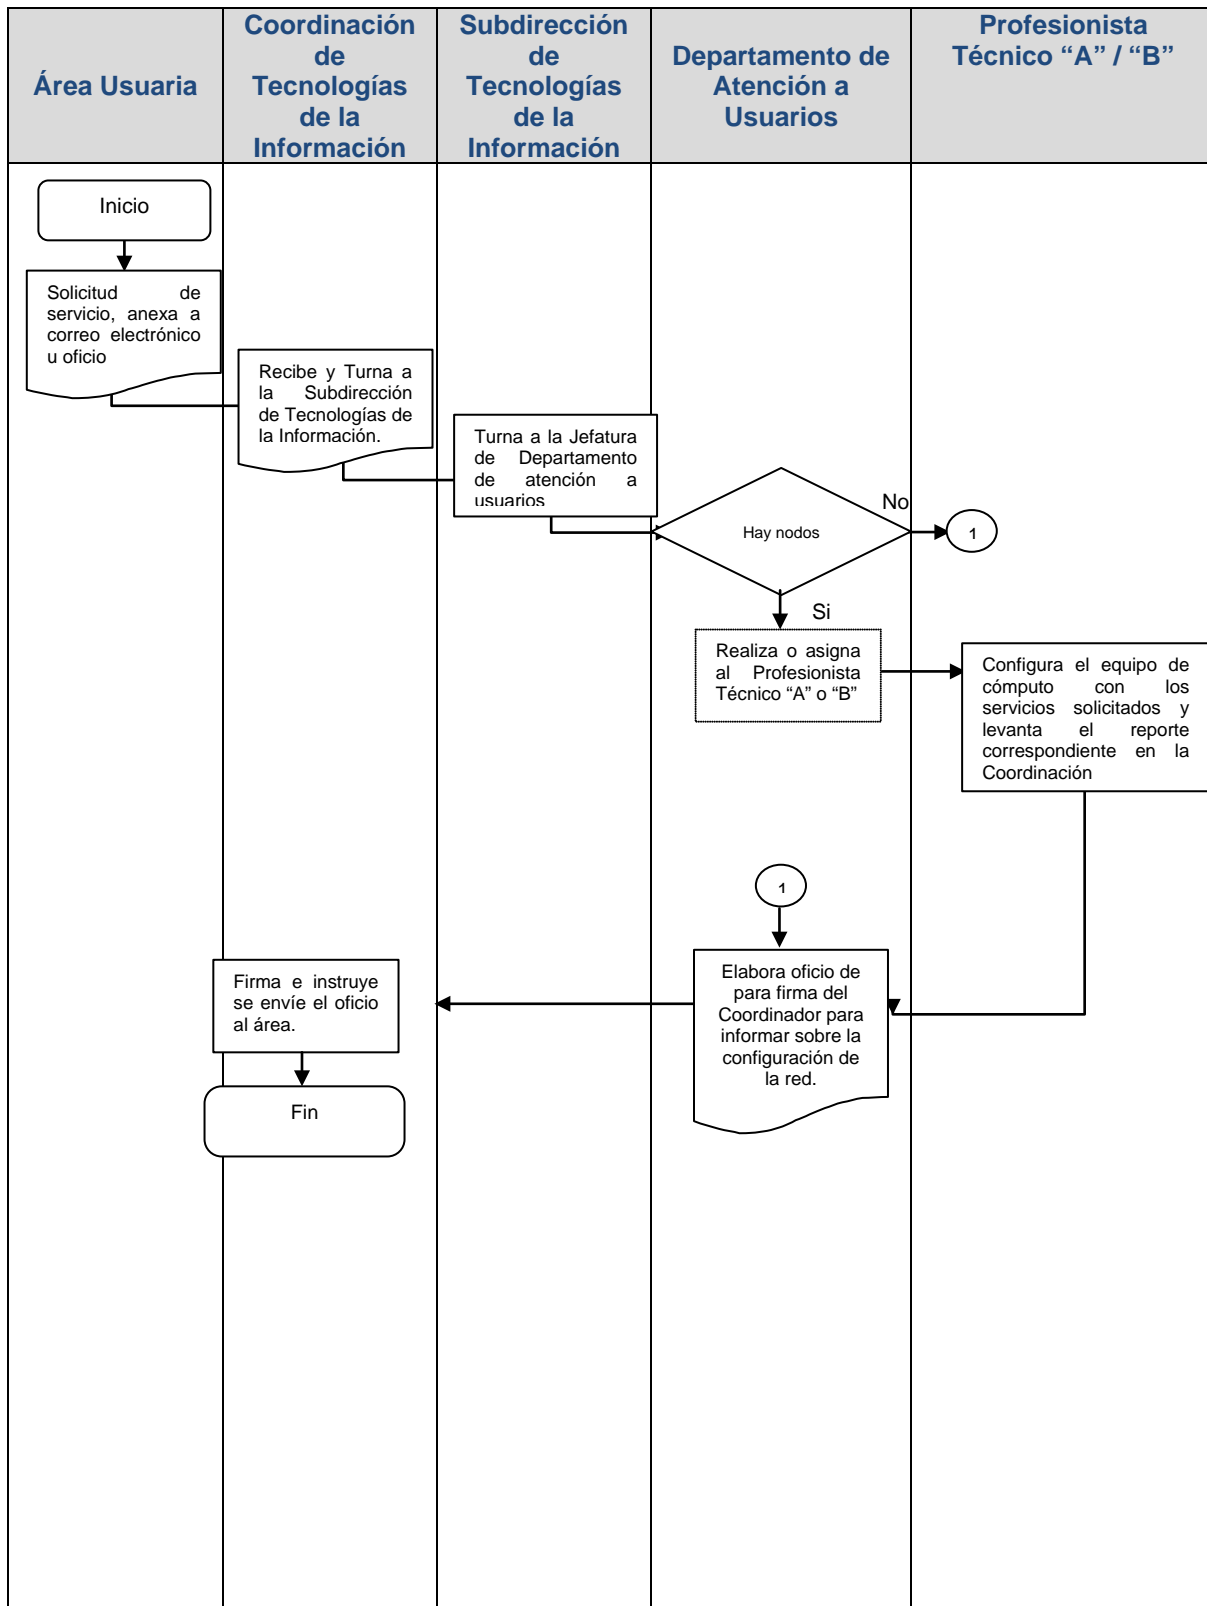 Área Usuaria
Coordinación
de
Tecnologías
de la
Información
Subdirección
de
Tecnologías
de la
Información
Departamento de
Atención a
Usuarios
Profesionista
Técnico “A” / “B”
Inicio
Solicitud de
servicio, anexa a
correo electrónico
u oficio
Recibe y Turna a
la Subdirección
de Tecnologías de
la Información.
Turna a la Jefatura
de Departamento
de atención a
usuarios
Hay nodos
No
1
Si
Realiza o asigna
al Profesionista
Técnico “A” o “B”
Configura el equipo de
cómputo con los
servicios solicitados y
levanta el reporte
correspondiente en la
Coordinación
1
Elabora oficio de
para firma del
Coordinador para
informar sobre la
configuración de
la red.
Firma e instruye
se envíe el oficio
al área.
Fin